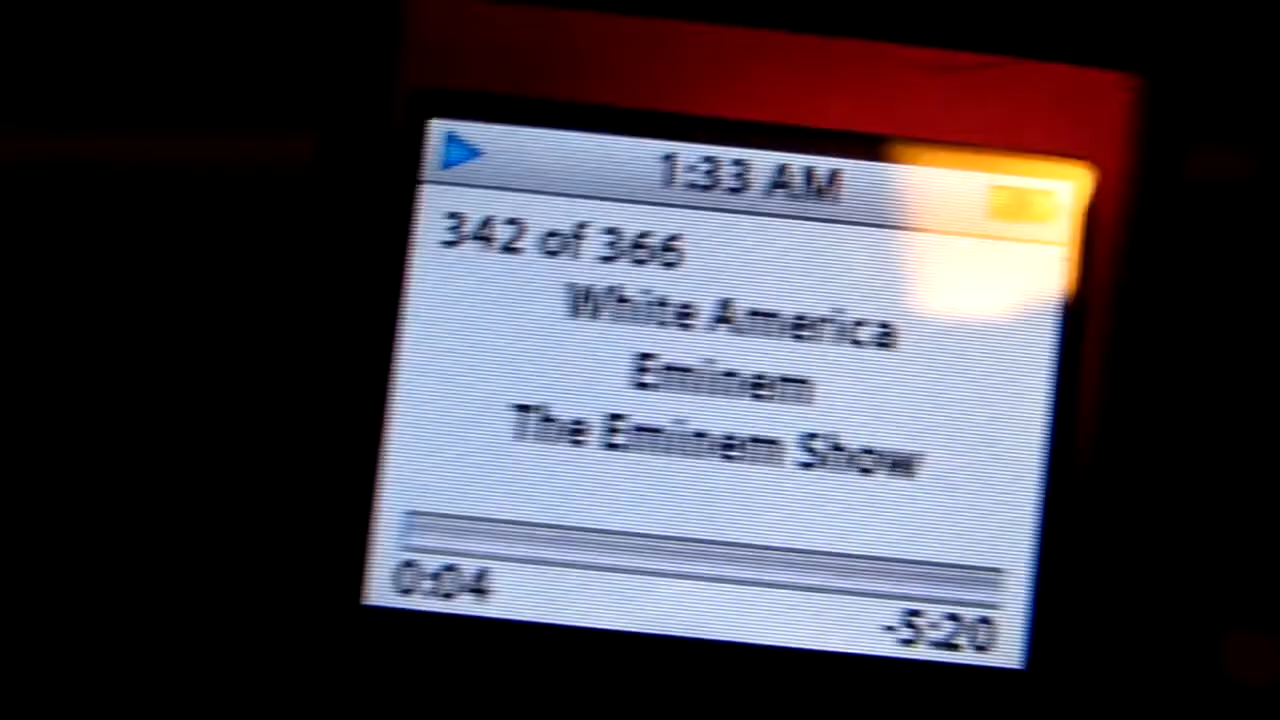 1:33 AM
342 of 366
White America
Eminem
The Eminem Show
0:04
-5:20